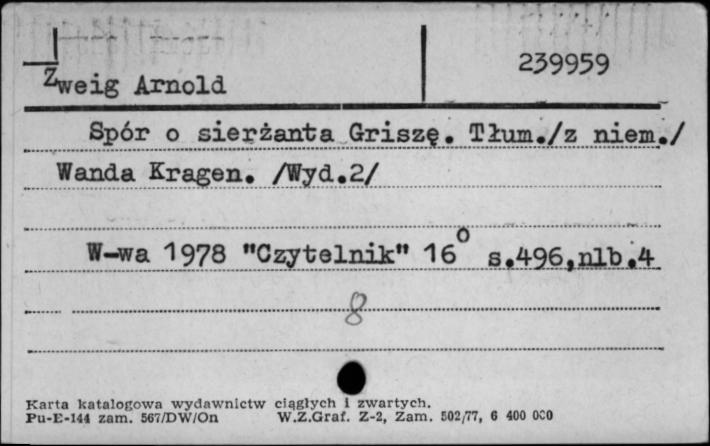 Zweig Arnold
239959
Spór o sierżanta Griszę. Tłum./z niem./
Wanda Kragen. /Wyd.2/
W-wa 1978 "Czytelnik" 16° s.496,nlb.4
8
Karta katalogowa wydawnictw ciągłych i zwartych.
Pu-E-144 zam. 567/DW/On W.Z.Graf. Z-2, Zam. 502/77, 6 400 000